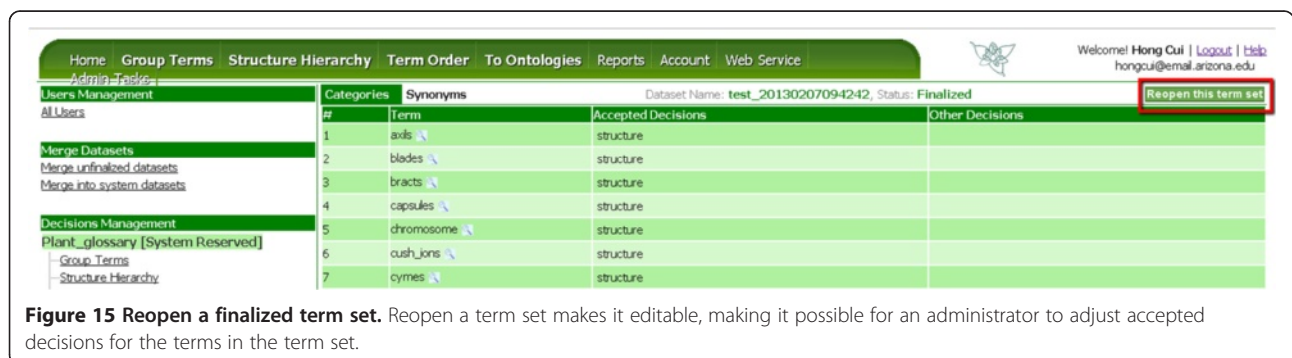 Home Group Terms Structure Hierarchy Term Order To Ontologies Reports Account Web Service
Admin Tasks
Welcome! Hong Cui | Logout | Help
hongcui@email.arizona.edu
Users Management
All Users
Merge Datasets
Merge unfinalized datasets
Merge into system datasets
Decisions Management
Plant_glossary [System Reserved]
Group Terms
Structure Hierarchy
Categories Synonyms Dataset Name: test_20130207094242, Status: Finalized Reopen this term set
# Term Accepted Decisions Other Decisions
1 axils structure
2 blades structure
3 bracts structure
4 capsules structure
5 chromosome structure
6 cush_ions structure
7 cymes structure
Figure 15 Reopen a finalized term set. Reopen a term set makes it editable, making it possible for an administrator to adjust accepted
decisions for the terms in the term set.